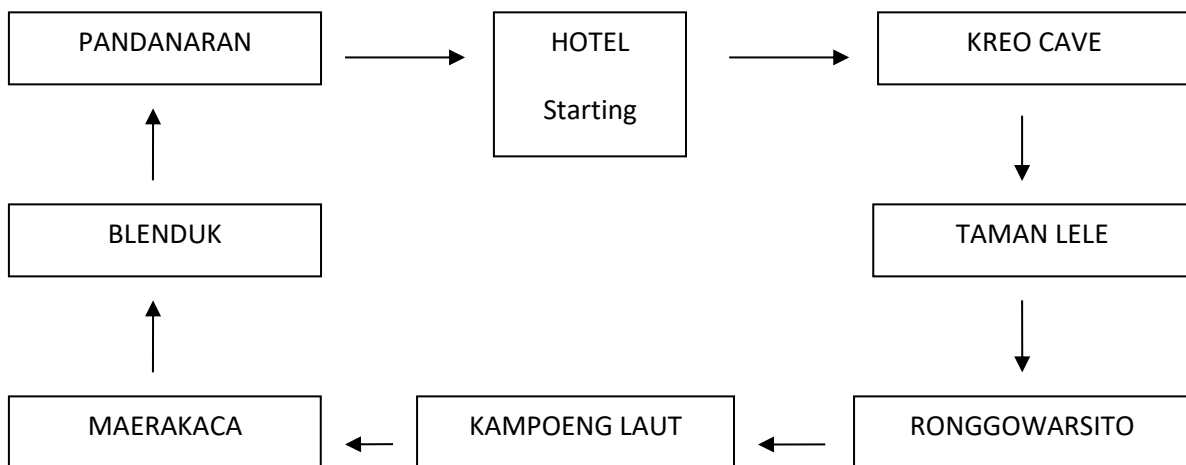 PANDANARAN
HOTEL
Starting
KREO CAVE
BLENDUK
TAMAN LELE
MAERAKACA
KAMPOENG LAUT
RONGGOWARSITO